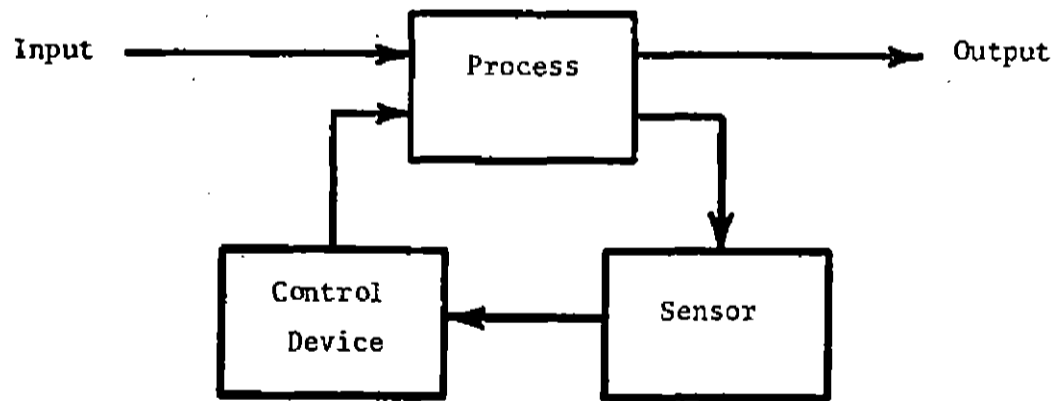 Input
Process
Output
Control
Device
Sensor